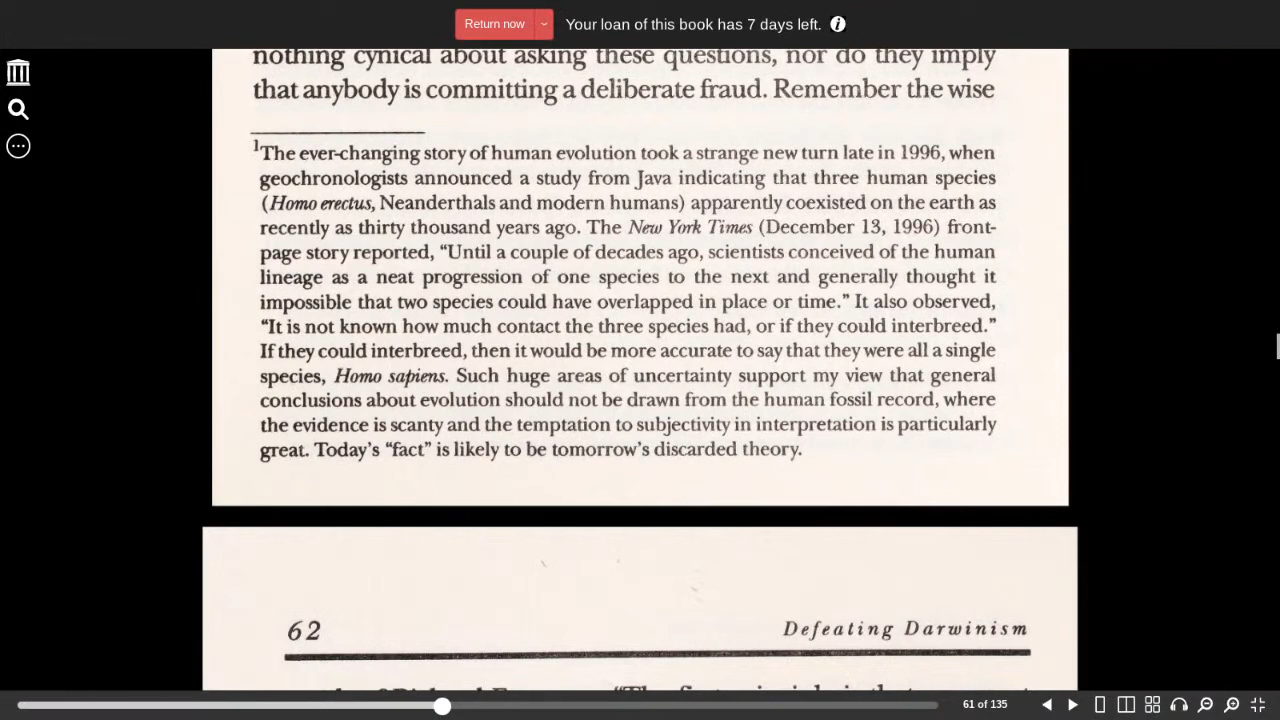 Return now
Your loan of this book has 7 days left.
nothing cynical about asking these questions, nor do they imply
that anybody is committing a deliberate fraud. Remember the wise
1The ever-changing story of human evolution took a strange new turn late in 1996, when
geochronologists announced a study from Java indicating that three human species
(Homo erectus, Neanderthals and modern humans) apparently coexisted on the earth as
recently as thirty thousand years ago. The New York Times (December 13, 1996) front-
page story reported, “Until a couple of decades ago, scientists conceived of the human
lineage as a neat progression of one species to the next and generally thought it
impossible that two species could have overlapped in place or time.” It also observed,
“It is not known how much contact the three species had, or if they could interbreed.”
If they could interbreed, then it would be more accurate to say that they were all a single
species, Homo sapiens. Such huge areas of uncertainty support my view that general
conclusions about evolution should not be drawn from the human fossil record, where
the evidence is scanty and the temptation to subjectivity in interpretation is particularly
great. Today’s “fact” is likely to be tomorrow’s discarded theory.
62
Defeating Darwinism
61 of 135